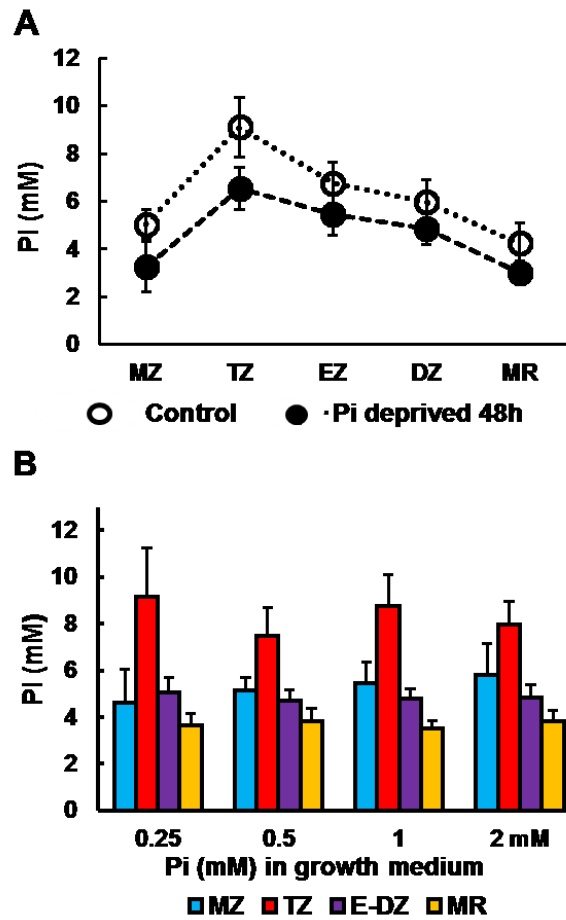 A
PI (mM)
12
10
8
6
4
2
0
MZ TZ EZ DZ MR
Control Pi deprived 48h
B
PI (mM)
12
10
8
6
4
2
0
0.25 0.5 1 2 mM
Pi (mM) in growth medium
MZ TZ E-DZ MR